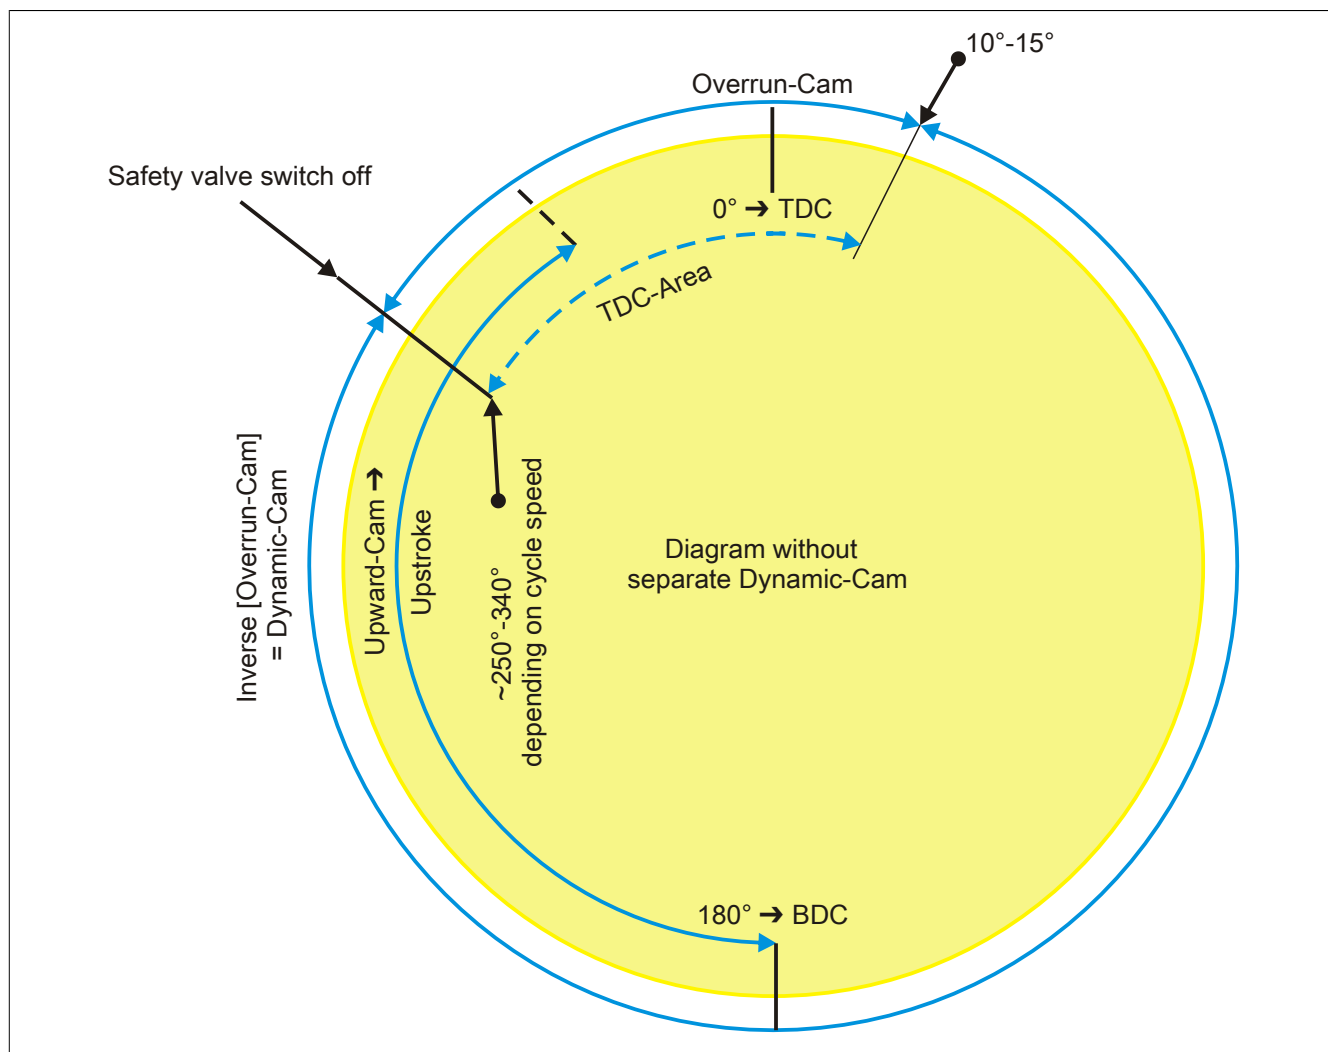 10°-15°
Overrun-Cam
Safety valve switch off
0° ➔ TDC
TDC-Area
Inverse [Overrun-Cam]
= Dynamic-Cam
Upward-Cam ➔
Upstroke
~250°-340°
depending on cycle speed
Diagram without
separate Dynamic-Cam
180° ➔ BDC